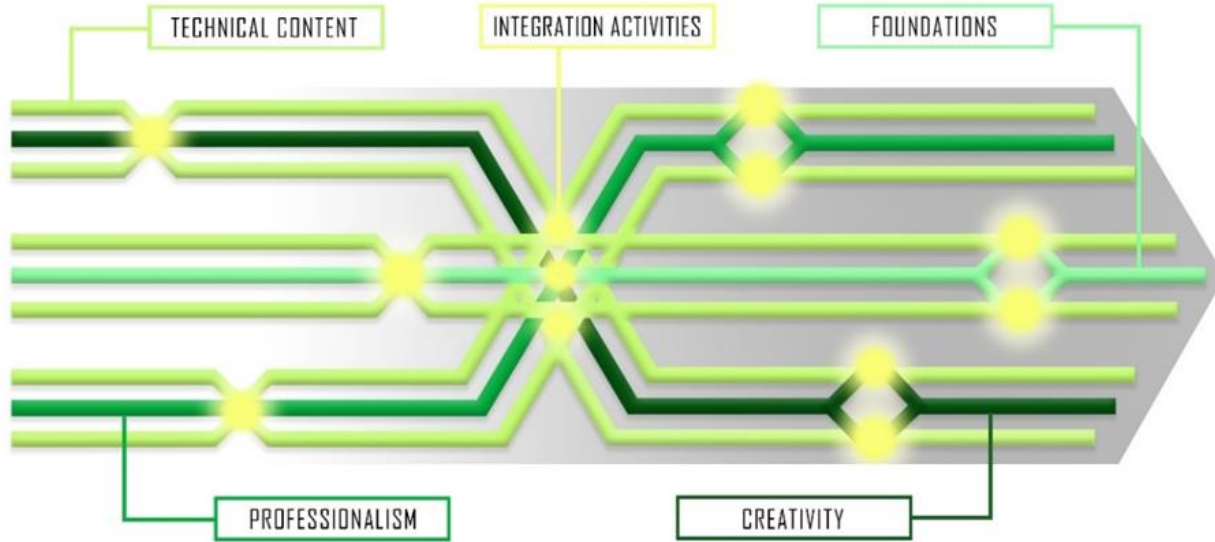 TECHNICAL CONTENT
INTEGRATION ACTIVITIES
FOUNDATIONS
PROFESSIONALISM
CREATIVITY